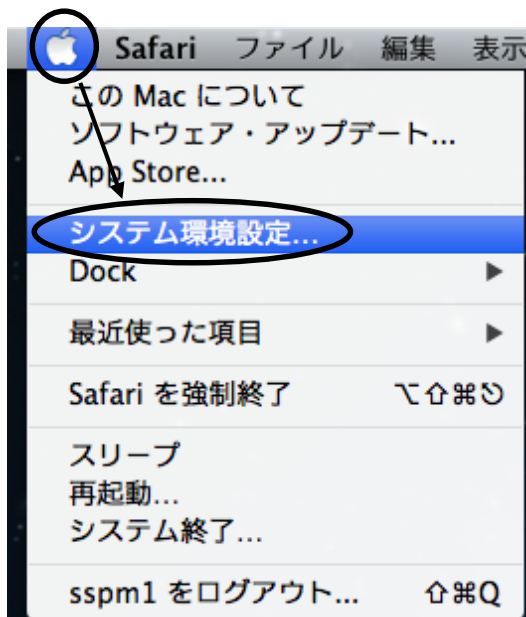 Safari ファイル 編集 表示
この Mac について
ソフトウェア・アップデート...
App Store...
システム環境設定...
Dock ▶
最近使った項目 ▶
Safari を強制終了 ⌥⇧⌘⎋
スリープ
再起動...
システム終了...
sspm1 をログアウト... ⇧⌘Q